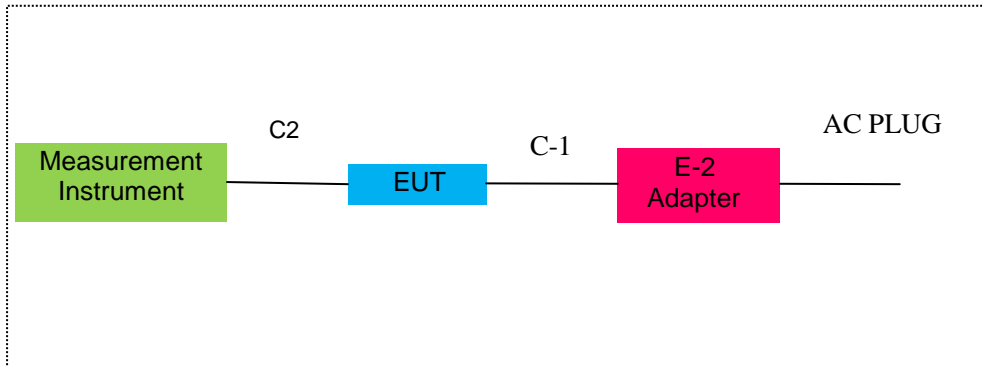 C2
C-1
AC PLUG
Measurement
Instrument
EUT
E-2
Adapter